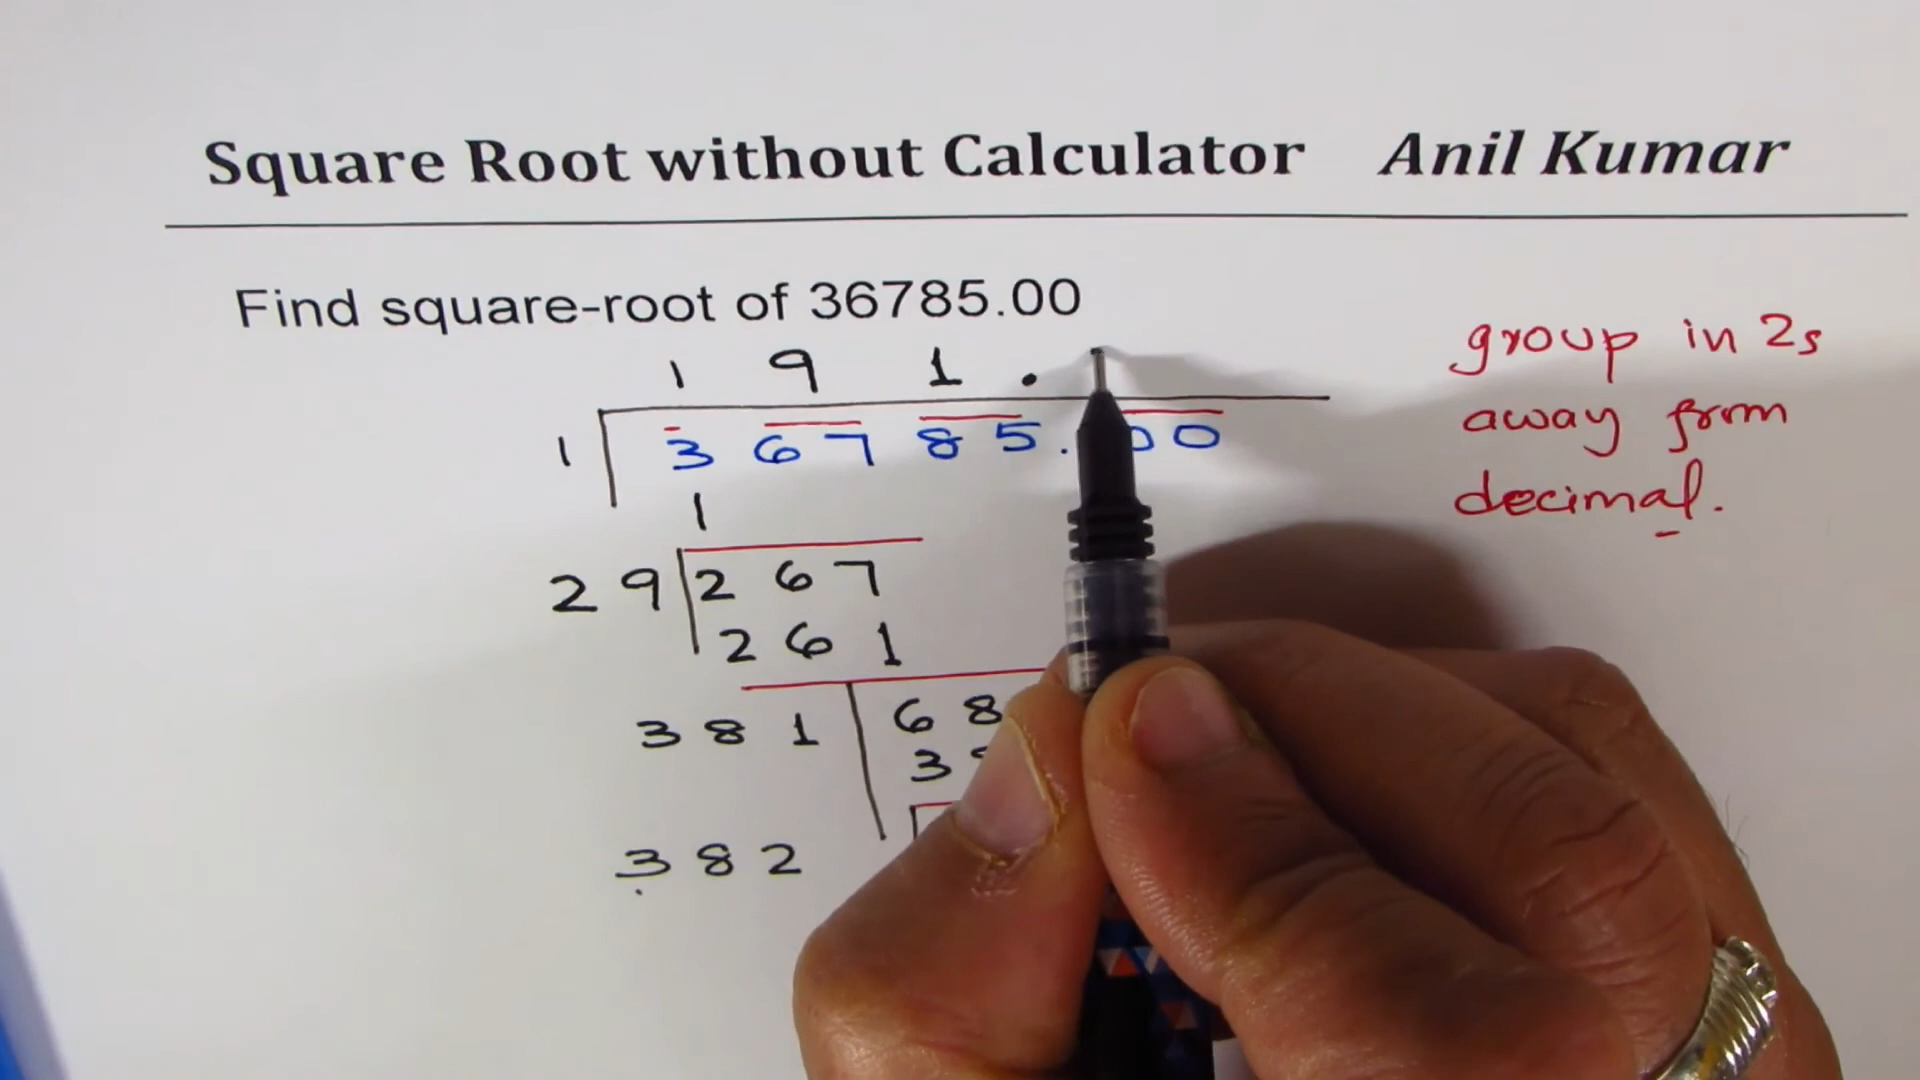 Square Root without Calculator Anil Kumar
Find square-root of 36785.00
group in 2s
away from
decimal.
1 9 1 .
1 3 67 85. 00
1
29 267
261
381 68
3
382